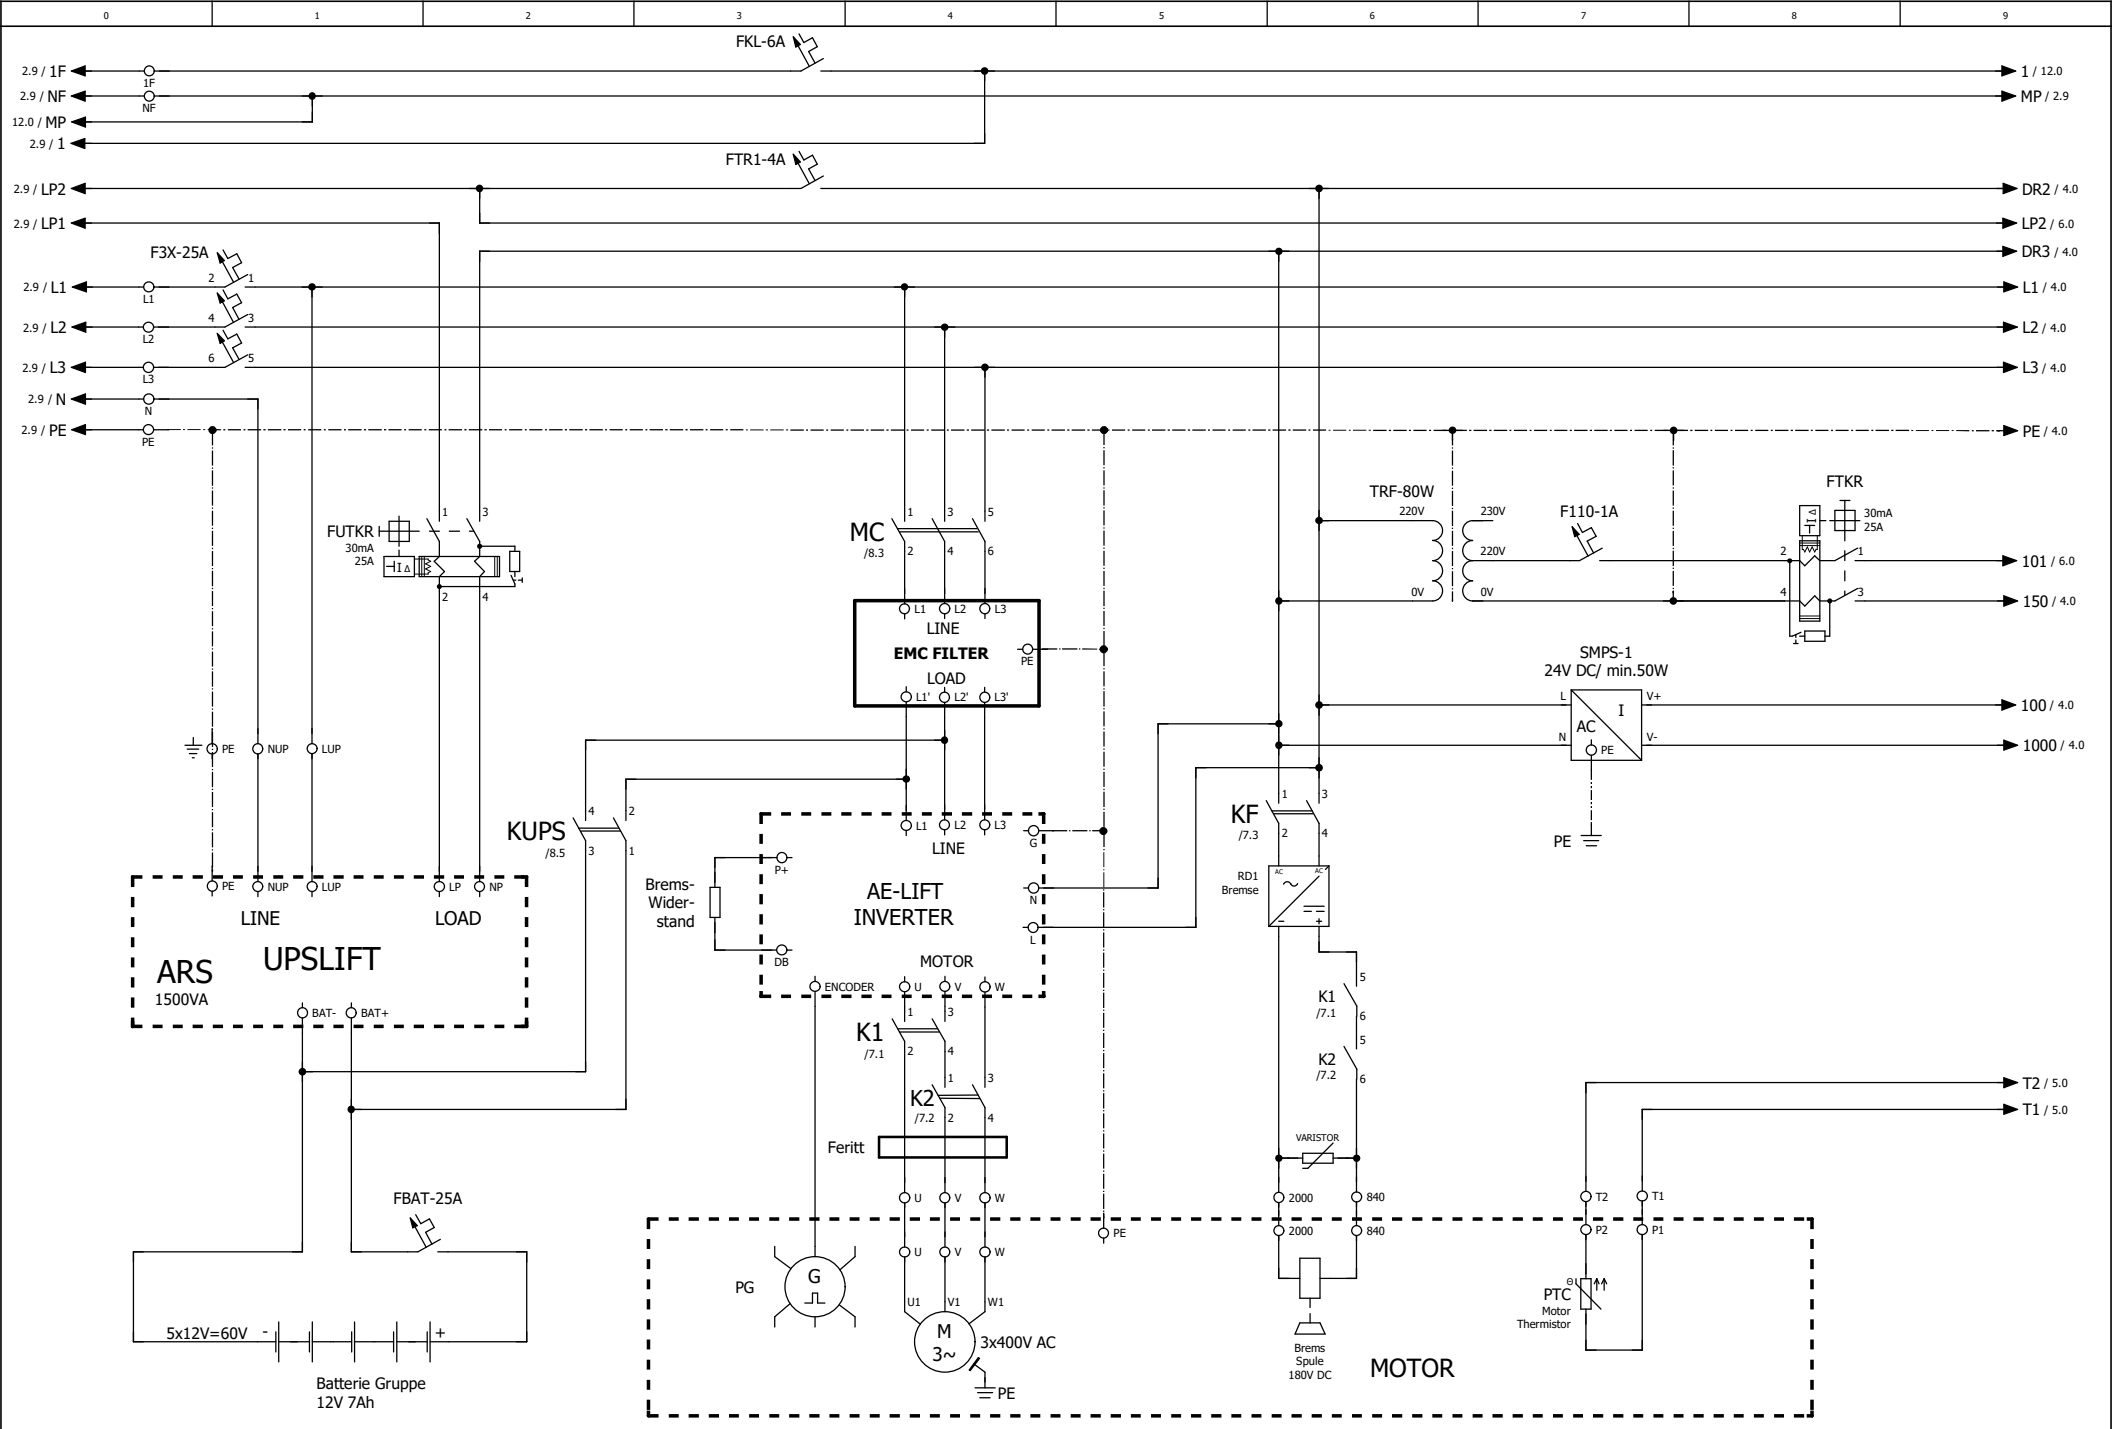 0 1 2 3 4 5 6 7 8 9
FKL-6A
2.9 / 1F
1F
1 / 12.0
2.9 / NF
NF
MP / 2.9
12.0 / MP
2.9 / 1
FTR1-4A
2.9 / LP2
DR2 / 4.0
2.9 / LP1
LP2 / 6.0
F3X-25A
DR3 / 4.0
2 1
2.9 / L1
L1
L1 / 4.0
4 3
2.9 / L2
L2
L2 / 4.0
6 5
2.9 / L3
L3
L3 / 4.0
2.9 / N
N
2.9 / PE
PE
PE / 4.0
FUTKR
30mA
25A
1 3
I Δ
2 4
MC
/8.3
1 3 5
2 4 6
L1 L2 L3
LINE
EMC FILTER
PE
LOAD
L1' L2' L3'
TRF-80W
220V
230V
220V
0V
0V
F110-1A
FTKR
30mA
25A
I Δ
2 1
4 3
101 / 6.0
150 / 4.0
SMPS-1
24V DC/ min.50W
L
V+
AC
I
N
V-
PE
PE
100 / 4.0
1000 / 4.0
PE NUP LUP
KUPS
/8.5
4 2
3 1
KF
/7.3
1 3
2 4
RD1
Bremse
AC AC
- +
PE NUP LUP LP NP
LINE LOAD
UPSLIFT
ARS
1500VA
BAT- BAT+
Brems-
Wider-
stand
P+
DB
L1 L2 L3
LINE
G
AE-LIFT
INVERTER
N
L
MOTOR
ENCODER U V W
K1
/7.1
1 3
2 4
K2
/7.2
1 3
2 4
Feritt
U V W
K1
/7.1
5
6
K2
/7.2
5
6
VARISTOR
2000 840
2000 840
T2 / 5.0
T1 / 5.0
T2 T1
P2 P1
FBAT-25A
5x12V=60V - +
Batterie Gruppe
12V 7Ah
PE
U V W
PG
G
U1 V1 W1
M
3~
3x400V AC
PE
Brems
Spule
180V DC
MOTOR
Θ
PTC
Motor
Thermistor